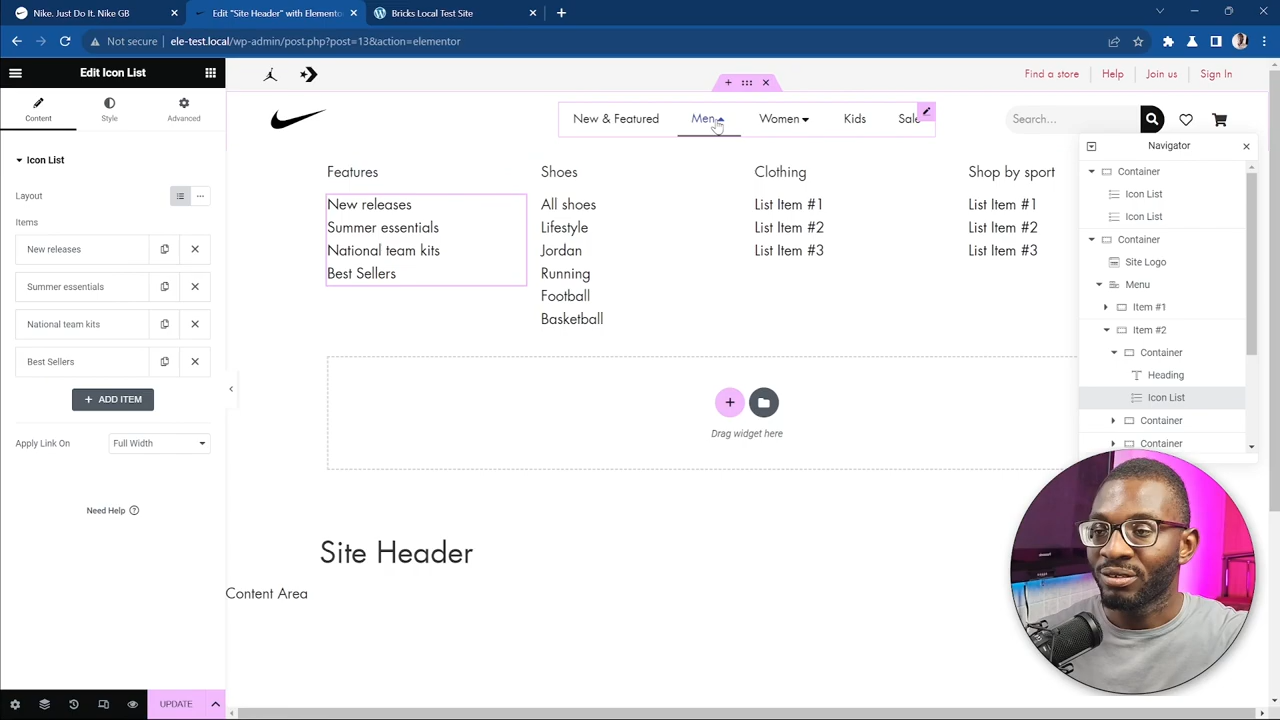 Nike. Just Do It. Nike GB
Edit "Site Header" with Elemento
Bricks Local Test Site
Not secure
ele-test.local/wp-admin/post.php?post=13&action=elementor
Edit Icon List
Content
Style
Advanced
Icon List
Layout
Items
New releases
Summer essentials
National team kits
Best Sellers
ADD ITEM
Apply Link On
Full Width
Need Help
UPDATE
Find a store
Help
Join us
Sign In
New & Featured
Men
Women
Kids
Sale
Search...
Features
New releases
Summer essentials
National team kits
Best Sellers
Shoes
All shoes
Lifestyle
Jordan
Running
Football
Basketball
Clothing
List Item #1
List Item #2
List Item #3
Shop by sport
List Item #1
List Item #2
List Item #3
Drag widget here
Site Header
Content Area
Navigator
Container
Icon List
Icon List
Container
Site Logo
Menu
Item #1
Item #2
Container
Heading
Icon List
Container
Container